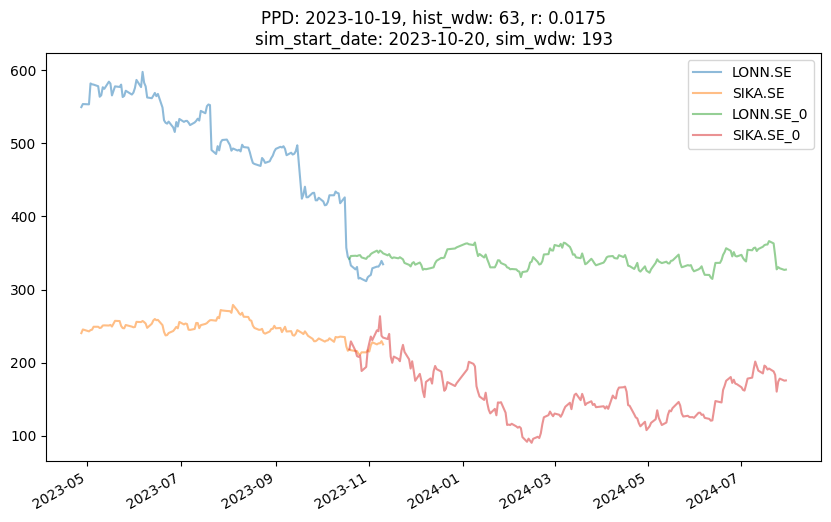 PPD: 2023-10-19, hist_wdw: 63, r: 0.0175
sim_start_date: 2023-10-20, sim_wdw: 193
LONN.SE
SIKA.SE
LONN.SE_0
SIKA.SE_0
600
500
400
300
200
100
2023-05
2023-07
2023-09
2023-11
2024-01
2024-03
2024-05
2024-07